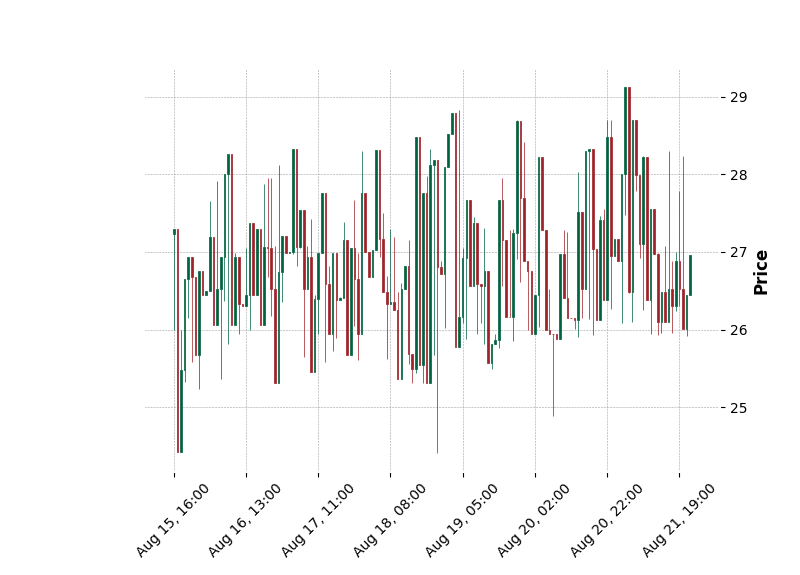 29
28
27
26
25
Price
Aug 15, 16:00
Aug 16, 13:00
Aug 17, 11:00
Aug 18, 08:00
Aug 19, 05:00
Aug 20, 02:00
Aug 20, 22:00
Aug 21, 19:00